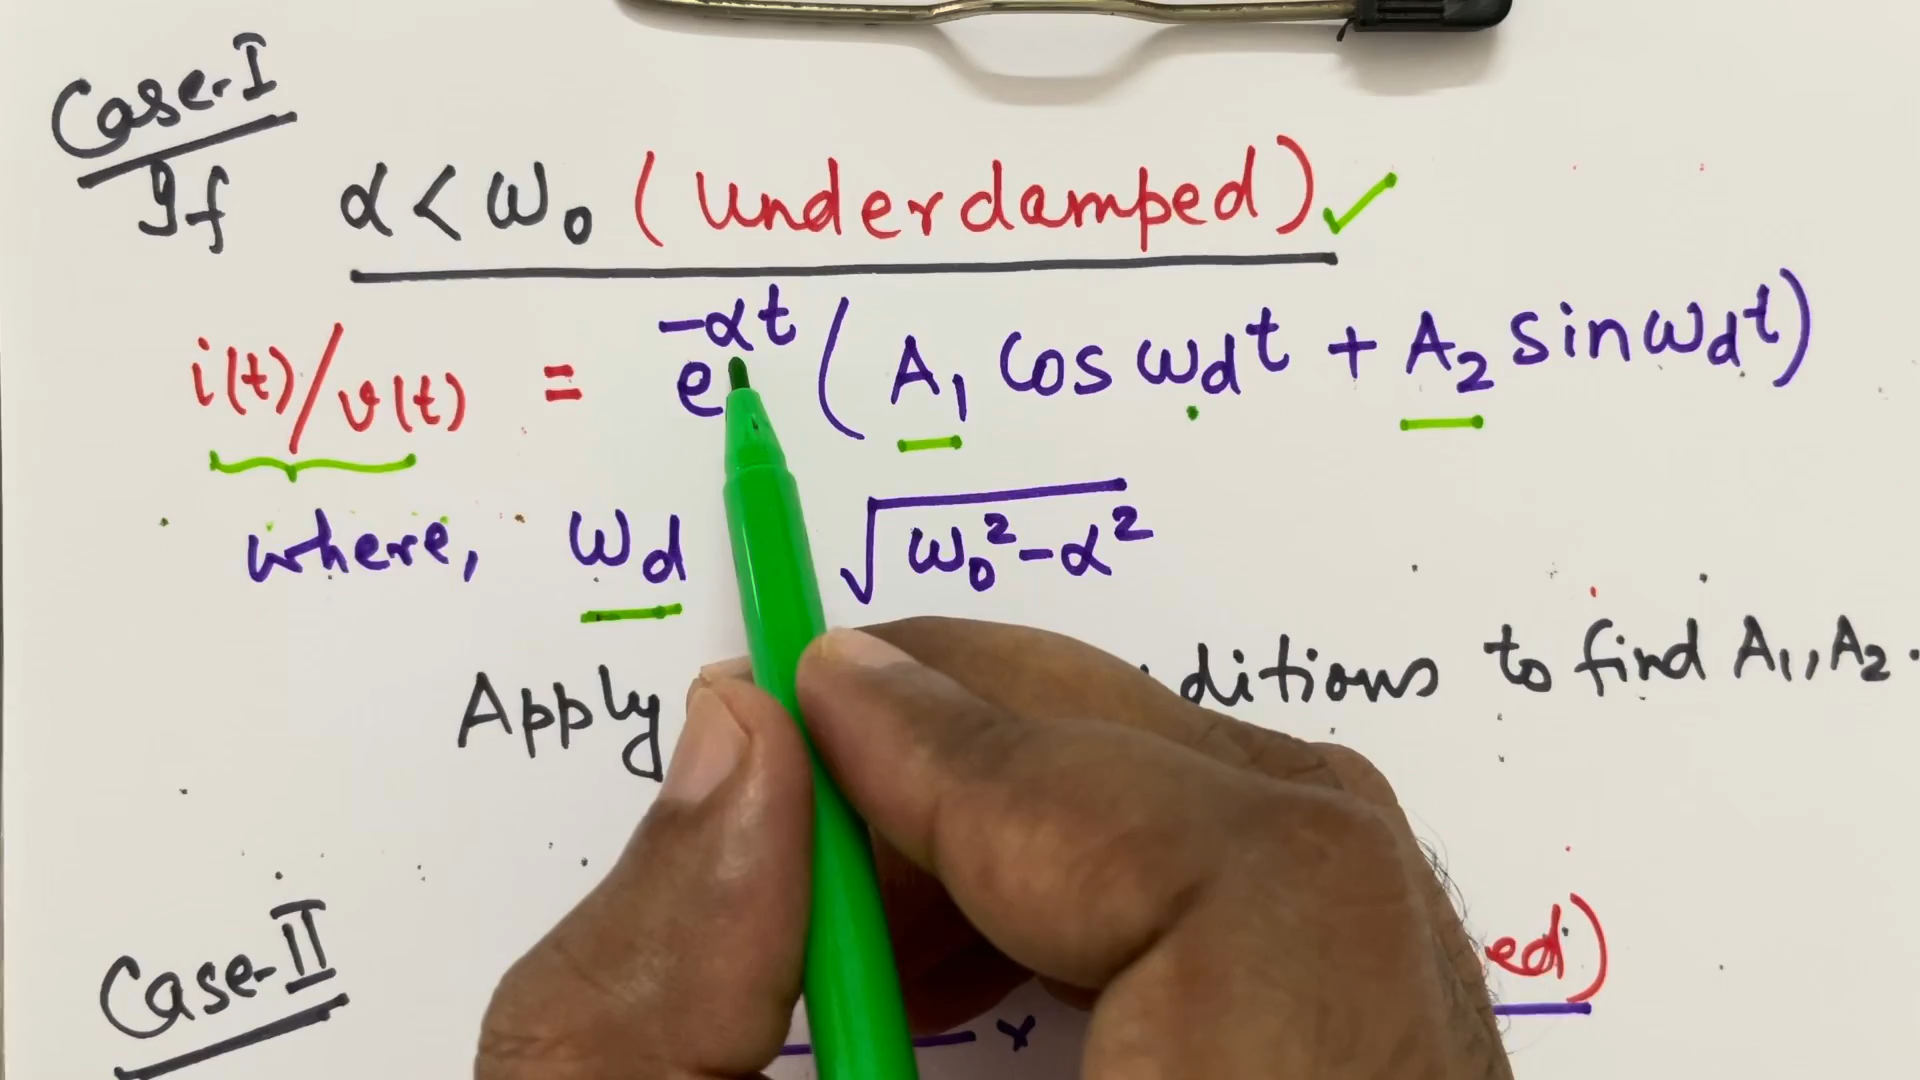 Case-I
If α < ω₀ (underdamped) ✓
i(t)/v(t) = e^{-αt} (A₁ cos ω_d t + A₂ sin ω_d t)
where, ω_d √(ω₀² - α²)
Apply ditions to find A₁, A₂.
Case-II ed)